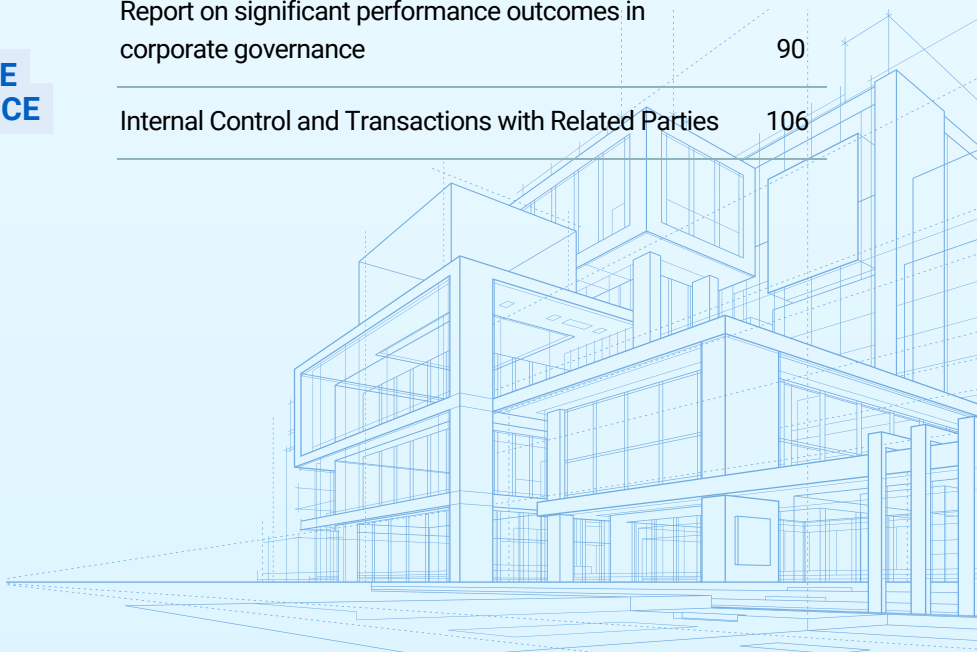 Report on significant performance outcomes in
corporate governance 90
E
CE
Internal Control and Transactions with Related Parties 106